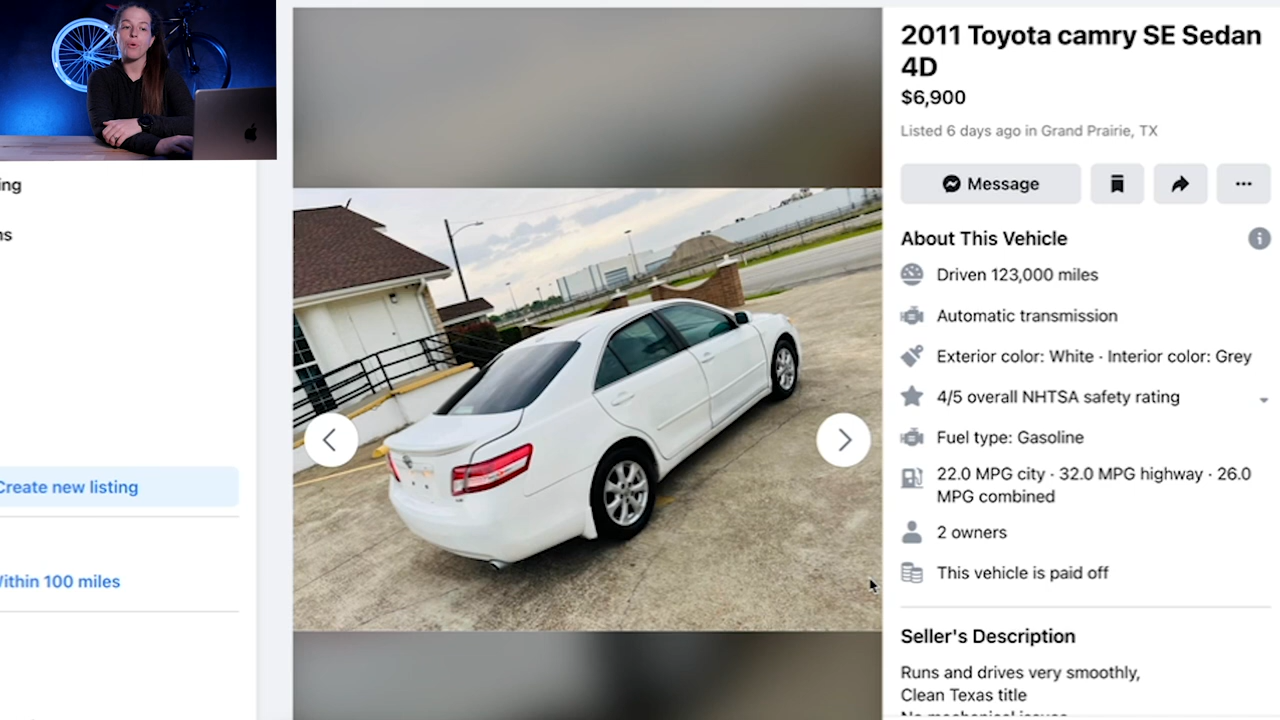 2011 Toyota camry SE Sedan
4D
$6,900
Listed 6 days ago in Grand Prairie, TX
Message
About This Vehicle
Driven 123,000 miles
Automatic transmission
Exterior color: White · Interior color: Grey
4/5 overall NHTSA safety rating
Fuel type: Gasoline
22.0 MPG city · 32.0 MPG highway · 26.0
MPG combined
2 owners
This vehicle is paid off
Seller's Description
Runs and drives very smoothly,
Clean Texas title
No mechanical issues
ing
ns
Create new listing
Within 100 miles